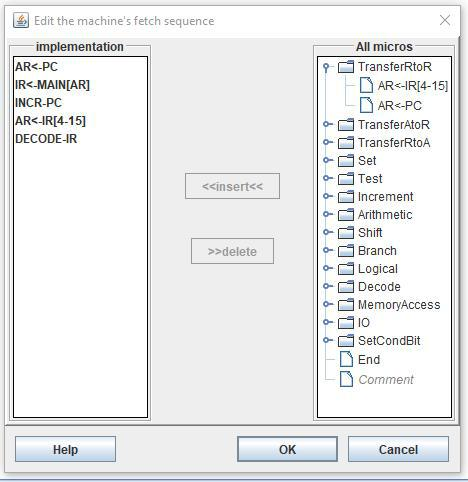 Edit the machine's fetch sequence
implementation
AR<-PC
IR<-MAIN[AR]
INCR-PC
AR<-IR[4-15]
DECODE-IR
<<insert<<
>>delete
All micros
TransferRtoR
AR<-IR[4-15]
AR<-PC
TransferAtoR
TransferRtoA
Set
Test
Increment
Arithmetic
Shift
Branch
Logical
Decode
MemoryAccess
IO
SetCondBit
End
Comment
Help
OK
Cancel